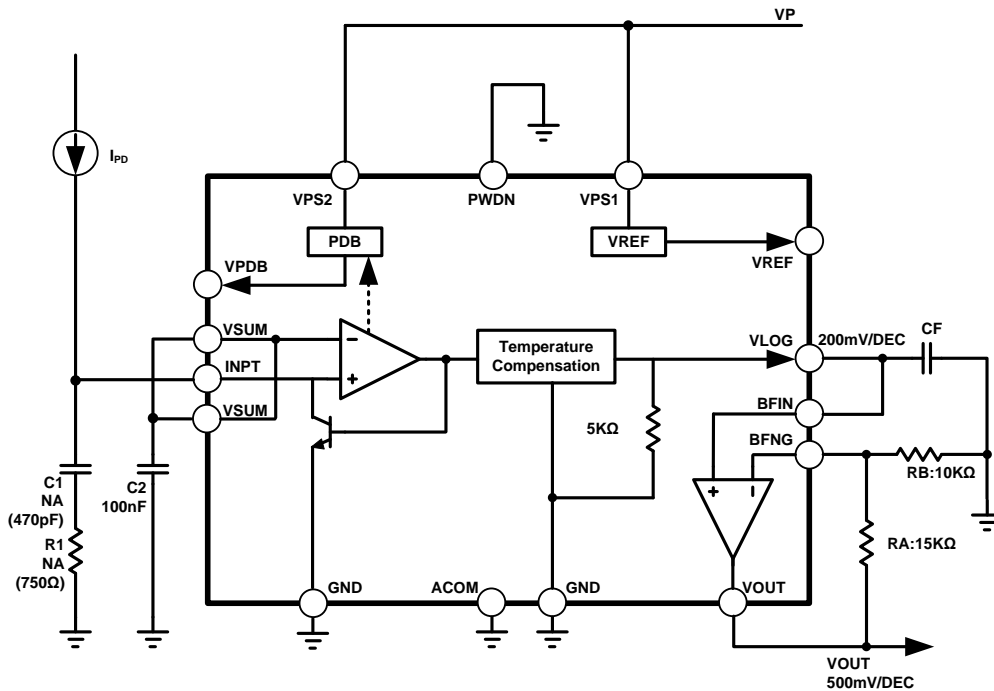 VP
I_PD
VPS2
PWDN
VPS1
PDB
VREF
VPDB
VREF
VSUM
INPT
VSUM
−
+
Temperature
Compensation
VLOG
200mV/DEC
CF
BFIN
BFNG
5KΩ
RB:10KΩ
+
−
C1
NA
(470pF)
R1
NA
(750Ω)
C2
100nF
RA:15KΩ
GND
ACOM
GND
VOUT
VOUT
500mV/DEC